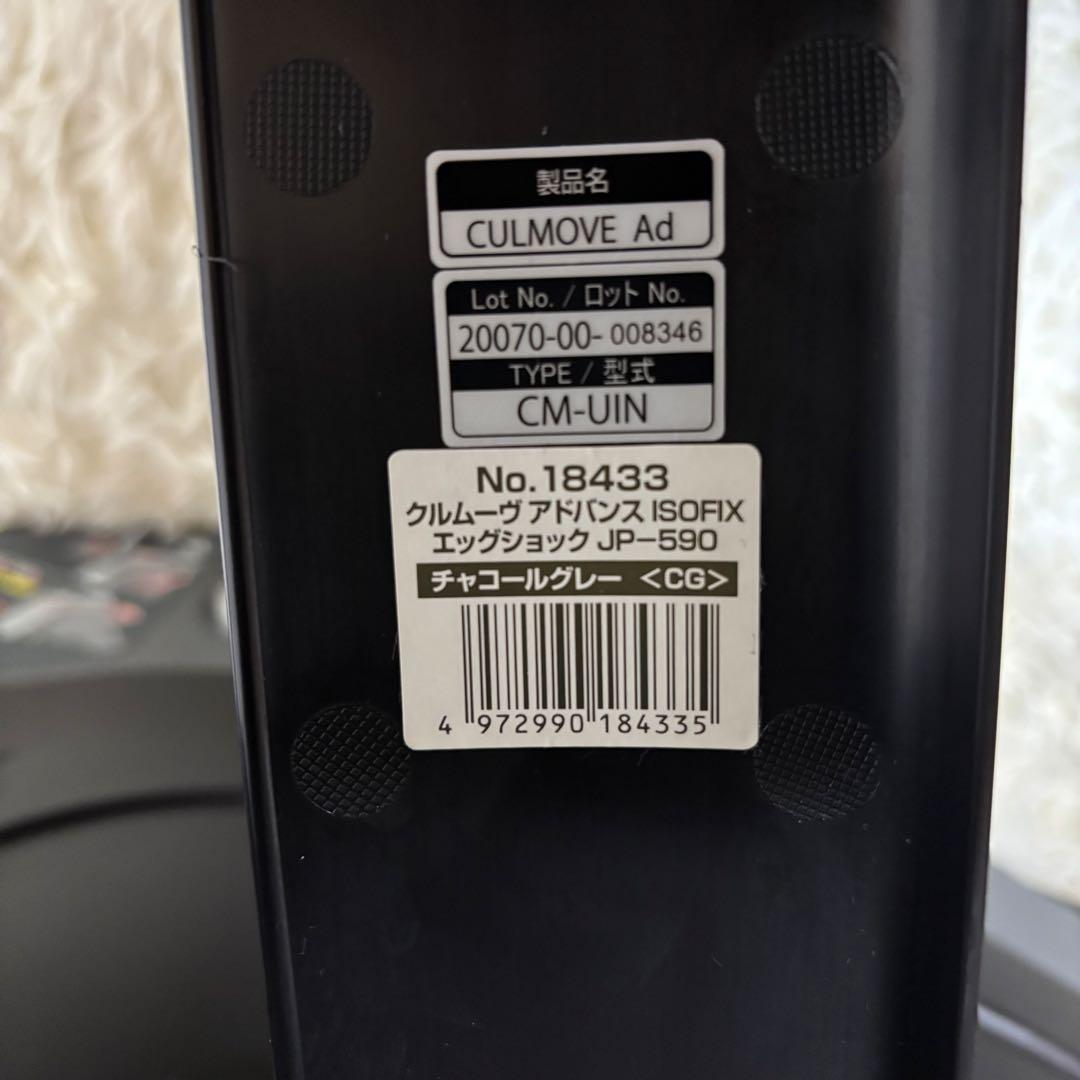 製品名
CULMOVE Ad
Lot No. / ロット No.
20070-00-008346
TYPE / 型式
CM-UIN
No.18433
クルムーヴ アドバンス ISOFIX
エッグショック JP-590
チャコールグレー <CG>
4 972990 184335